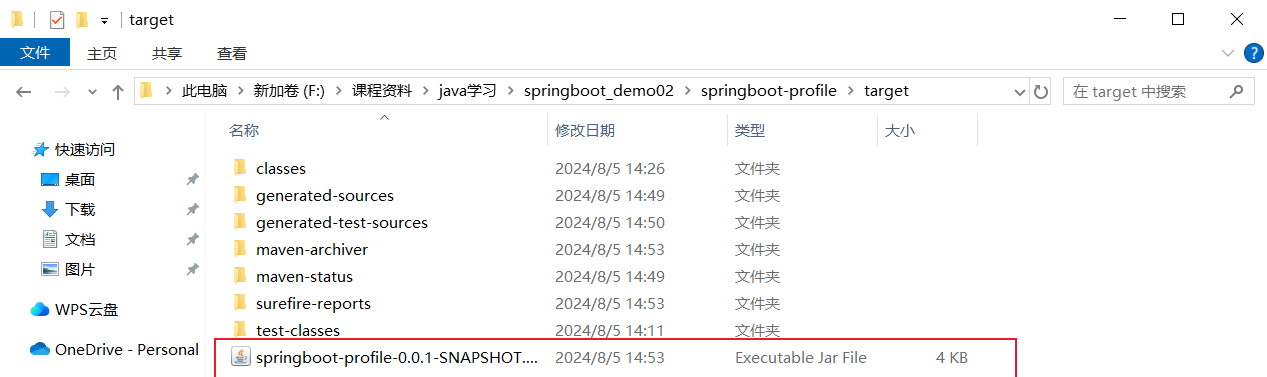 target
文件 主页 共享 查看
此电脑 新加卷 (F:) 课程资料 java学习 springboot_demo02 springboot-profile target 在 target 中搜索
名称 修改日期 类型 大小
快速访问
桌面
下载
文档
图片
WPS云盘
OneDrive - Personal
classes 2024/8/5 14:26 文件夹
generated-sources 2024/8/5 14:49 文件夹
generated-test-sources 2024/8/5 14:50 文件夹
maven-archiver 2024/8/5 14:53 文件夹
maven-status 2024/8/5 14:49 文件夹
surefire-reports 2024/8/5 14:53 文件夹
test-classes 2024/8/5 14:11 文件夹
springboot-profile-0.0.1-SNAPSHOT.... 2024/8/5 14:53 Executable Jar File 4 KB